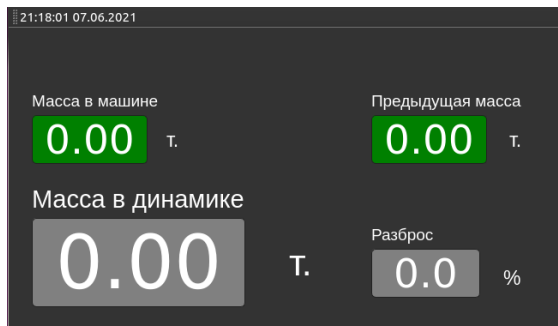 21:18:01 07.06.2021
Масса в машине
0.00 т.
Предыдущая масса
0.00 т.
Масса в динамике
0.00 т.
Разброс
0.0 %